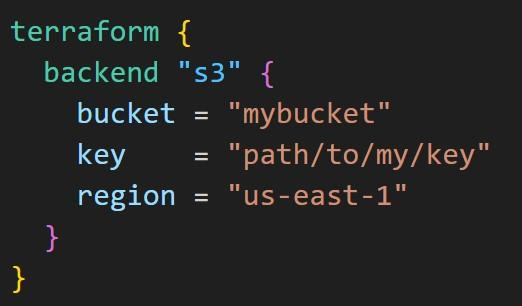 terraform {
  backend "s3" {
    bucket = "mybucket"
    key    = "path/to/my/key"
    region = "us-east-1"
  }
}